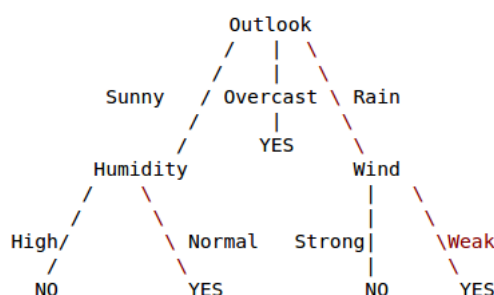 Outlook
/ | \
/ | \
Sunny / Overcast \ Rain
/ | \
/ YES \
Humidity Wind
/ \ | \
/ \ | \
High/ \ Normal Strong| \Weak
/ \ | \
NO YES NO YES